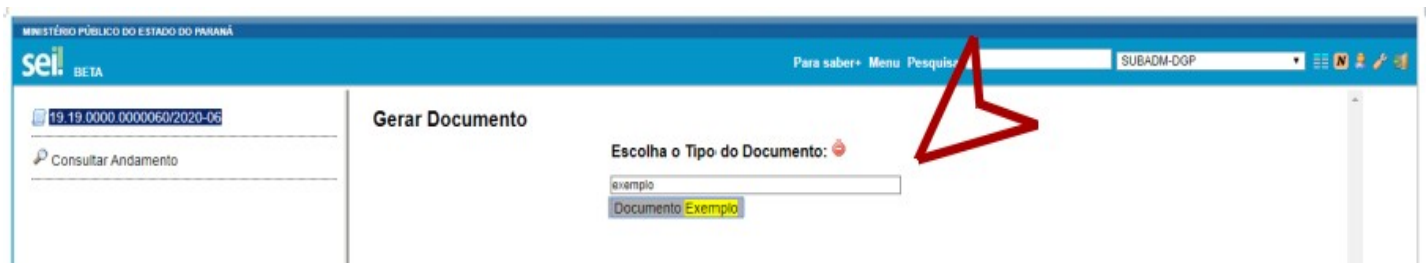 MINISTÉRIO PÚBLICO DO ESTADO DO PARANÁ
sei! BETA
Para saber+ Menu Pesquisa SUBADM-DGP
N
19.19.0000.0000060/2020-06
Consultar Andamento
Gerar Documento
Escolha o Tipo do Documento:
exemplo
Documento Exemplo